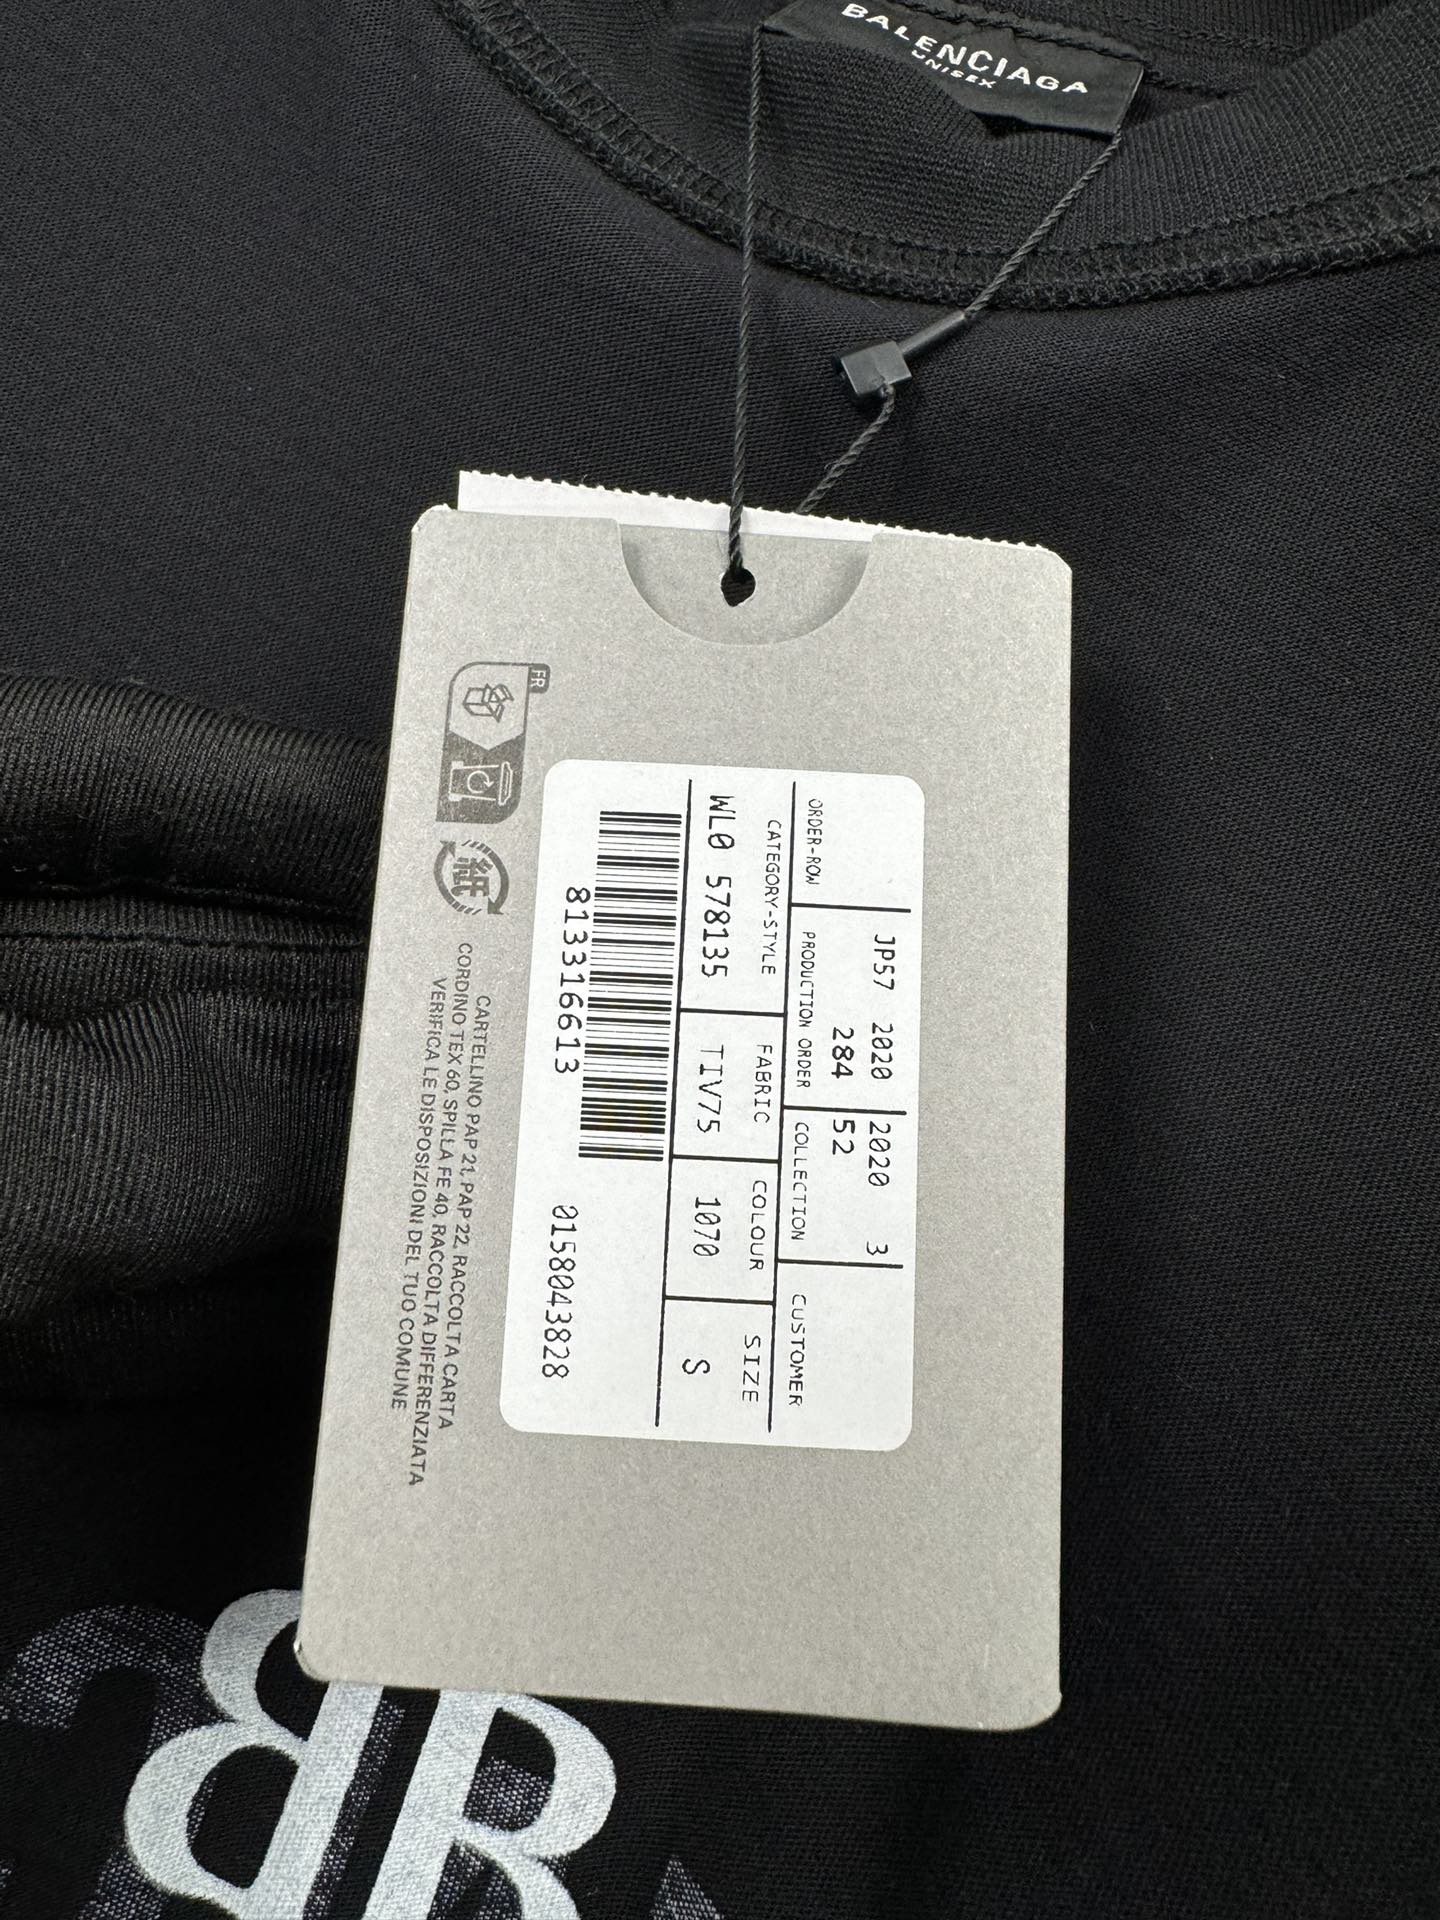 BALENCIAGA
UNISEX
FR
紙
CARTELLINO PAP 21, PAP 22, RACCOLTA CARTA
CORDINO TEX 60, SPILLA FE 40, RACCOLTA DIFFERENZIATA
VERIFICA LE DISPOSIZIONI DEL TUO COMUNE
JP57 2020 2020 3
284 52
ORDER-ROW PRODUCTION ORDER COLLECTION CUSTOMER
CATEGORY-STYLE FABRIC COLOUR SIZE
WL0 578135 TIV75 1070 S
813316613 0158043828
BB